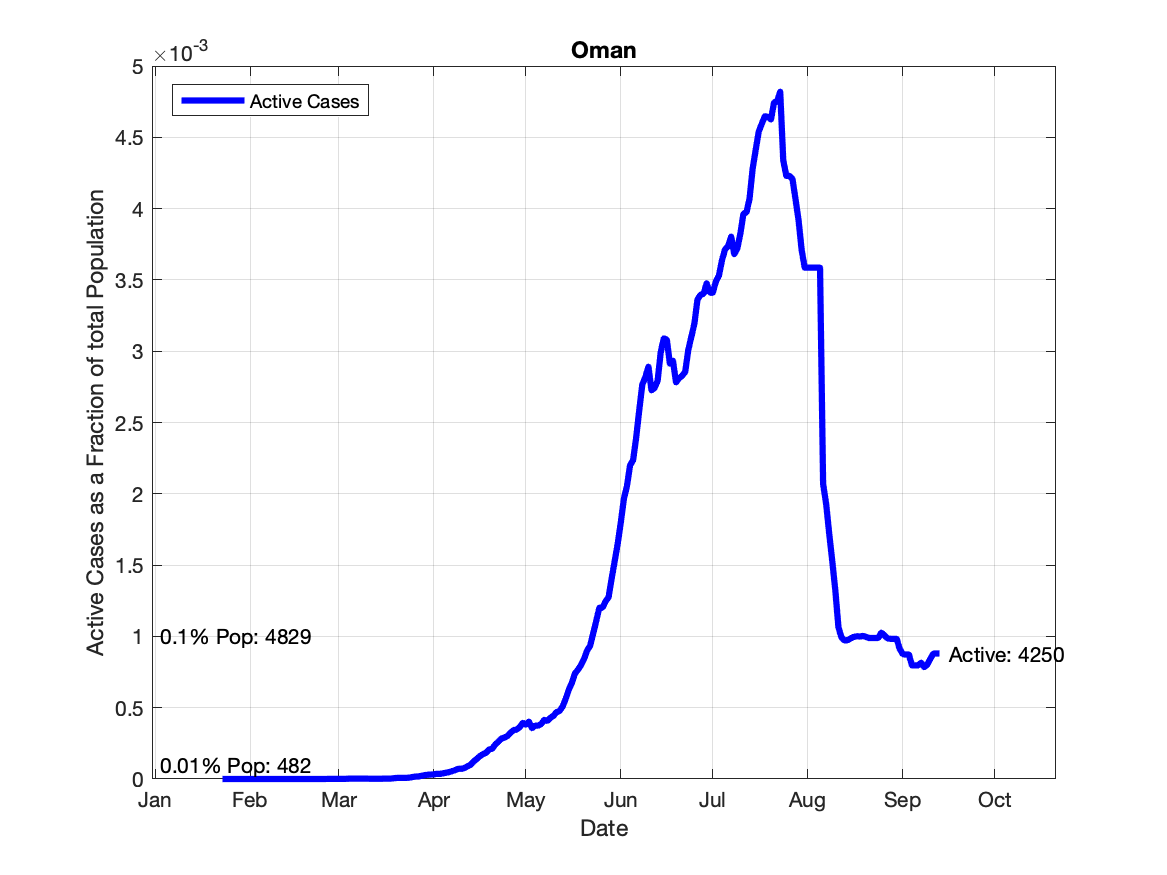 Oman
×10-3
Active Cases
5
4.5
4
3.5
3
2.5
2
1.5
1
0.5
0
Active Cases as a Fraction of total Population
0.1% Pop: 4829
0.01% Pop: 482
Active: 4250
Jan Feb Mar Apr May Jun Jul Aug Sep Oct
Date